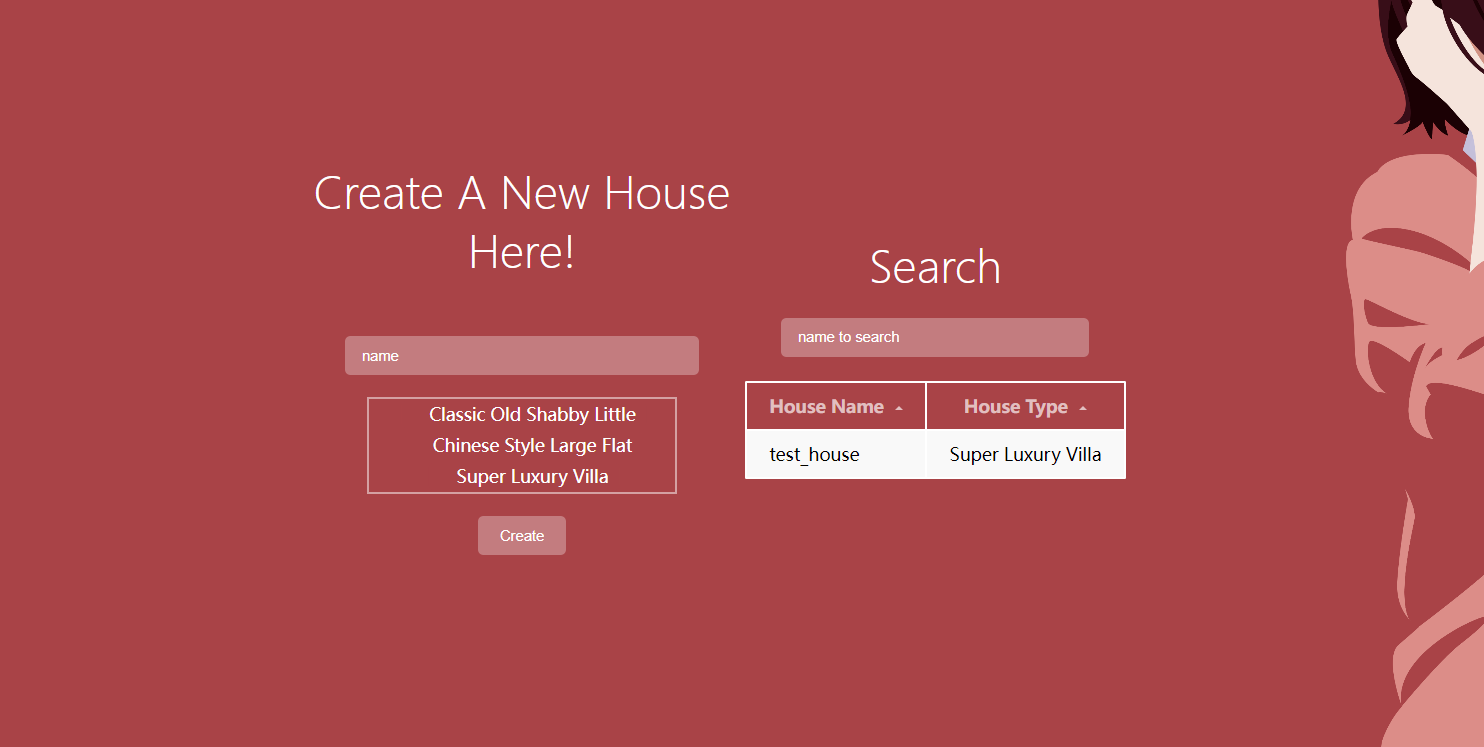 Create A New House
Here!
name
Classic Old Shabby Little
Chinese Style Large Flat
Super Luxury Villa
Create
Search
name to search
House Name House Type
test_house Super Luxury Villa